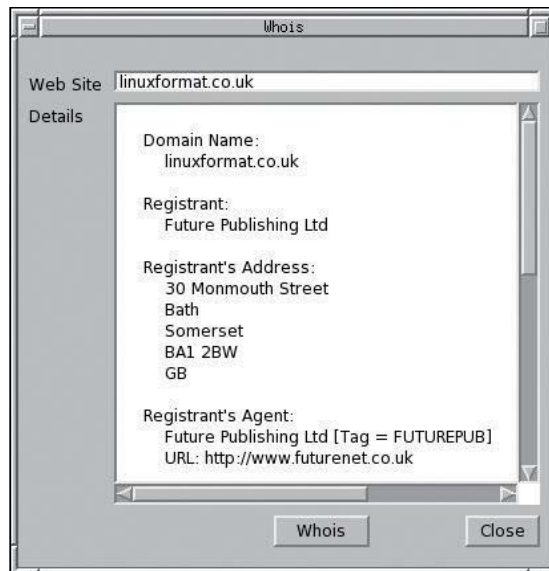 Whois
Web Site linuxformat.co.uk
Details
Domain Name:
linuxformat.co.uk
Registrant:
Future Publishing Ltd
Registrant's Address:
30 Monmouth Street
Bath
Somerset
BA1 2BW
GB
Registrant's Agent:
Future Publishing Ltd [Tag = FUTUREPUB]
URL: http://www.futurenet.co.uk
Whois Close